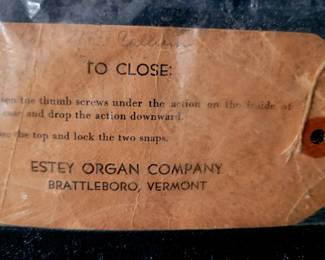 TO CLOSE:
the thumb screws under the action on the inside of
and drop the action downward.
the top and lock the two snaps.
ESTEY ORGAN COMPANY
BRATTLEBORO, VERMONT